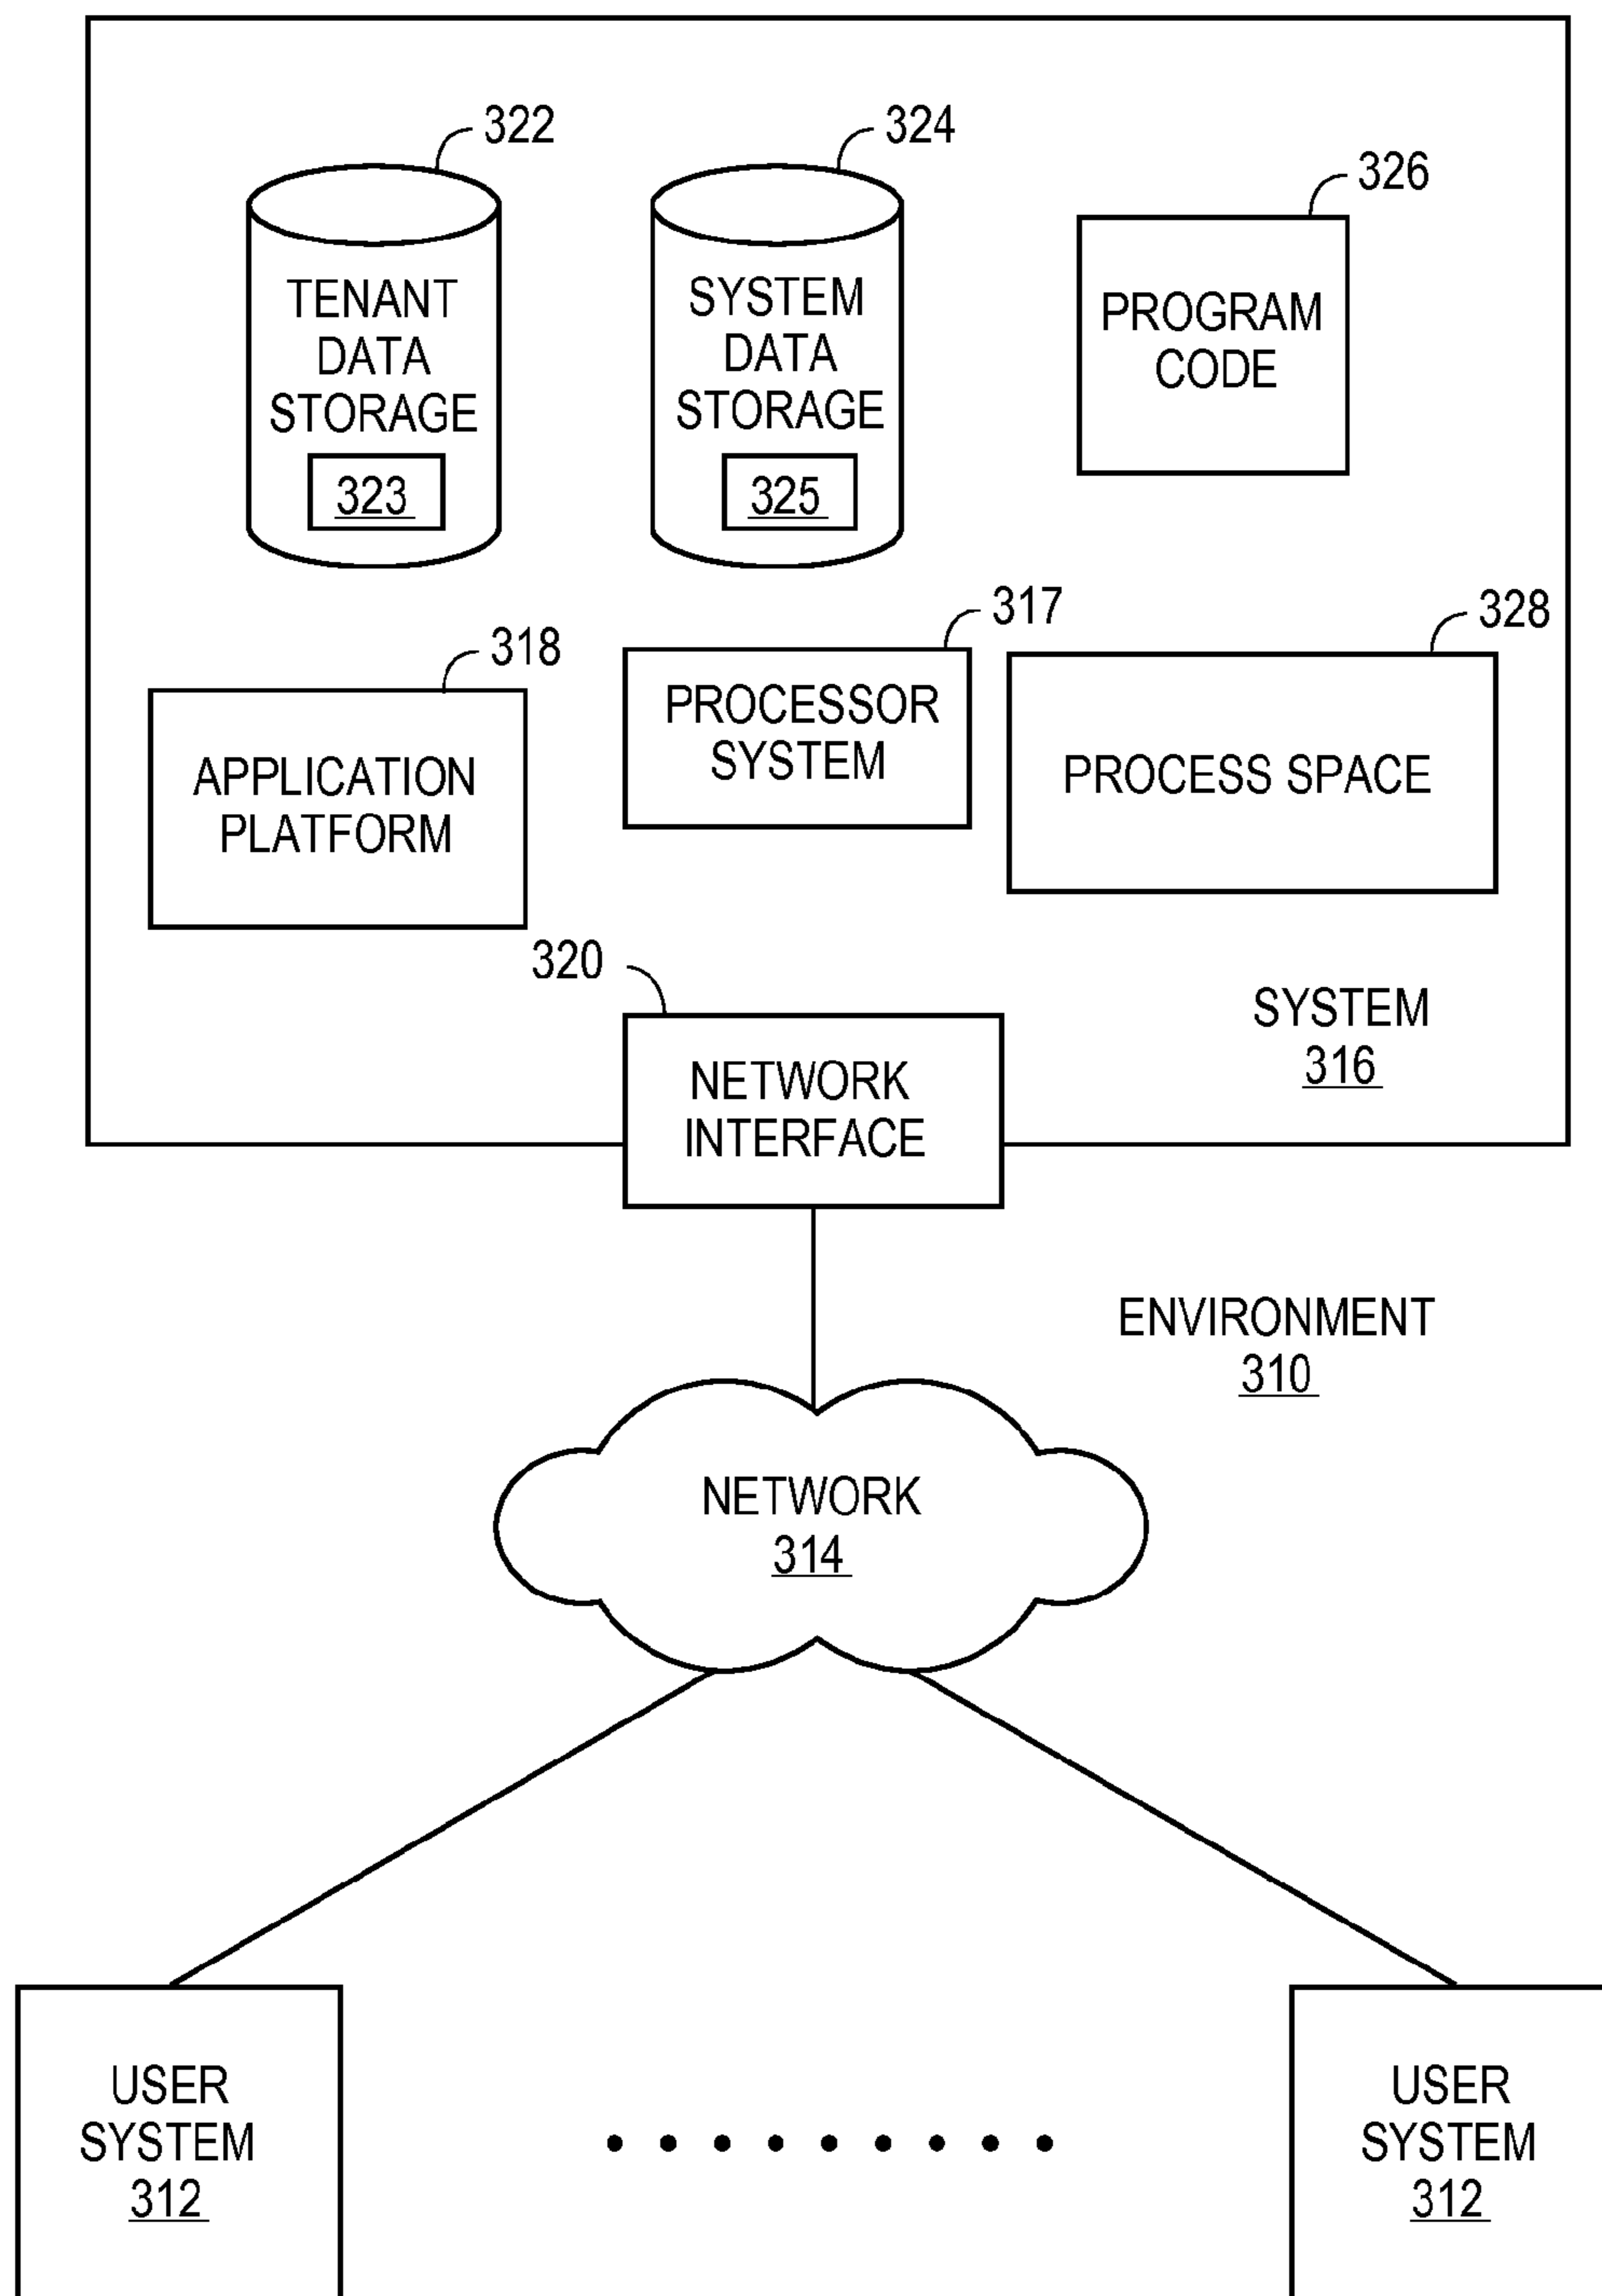 322
324
326
TENANT
DATA
STORAGE
323
SYSTEM
DATA
STORAGE
325
PROGRAM
CODE
318
317
328
APPLICATION
PLATFORM
PROCESSOR
SYSTEM
PROCESS SPACE
320
NETWORK
INTERFACE
SYSTEM
316
ENVIRONMENT
310
NETWORK
314
USER
SYSTEM
312
USER
SYSTEM
312